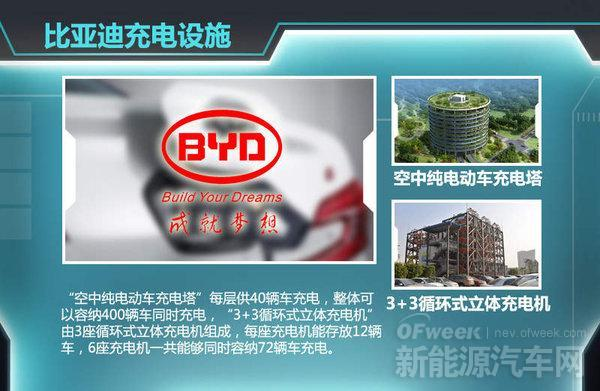 比亚迪充电设施
BYD
Build Your Dreams
成就梦想
空中纯电动车充电塔
3+3循环式立体充电机
“空中纯电动车充电塔”每层供40辆车充电，整体可
以容纳400辆车同时充电，“3+3循环式立体充电机”
由3座循环式立体充电机组成，每座充电机能存放12辆
车，6座充电机一共能够同时容纳72辆车充电。
OFweek nev.ofweek.com
新能源汽车网